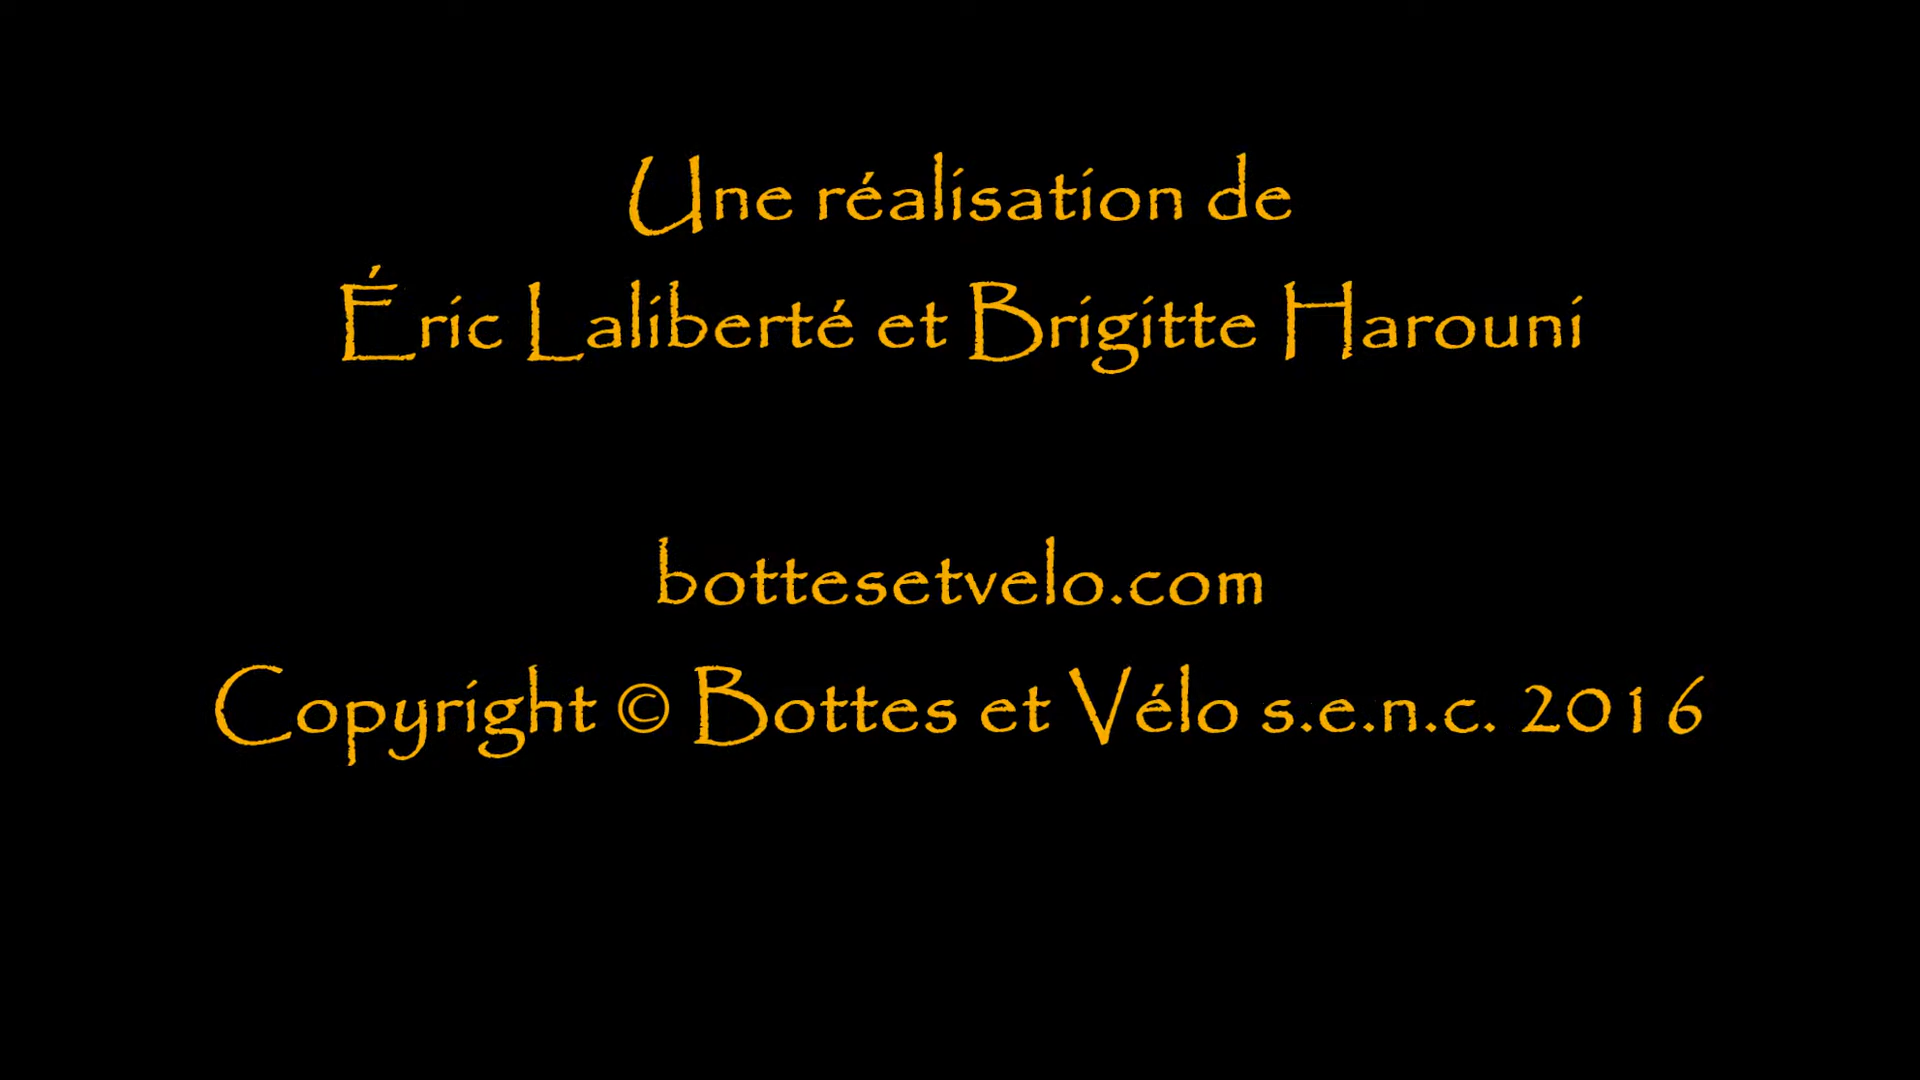 Une réalisation de
Éric Laliberté et Brigitte Harouni
bottesetvelo.com
Copyright © Bottes et Vélo s.e.n.c. 2016